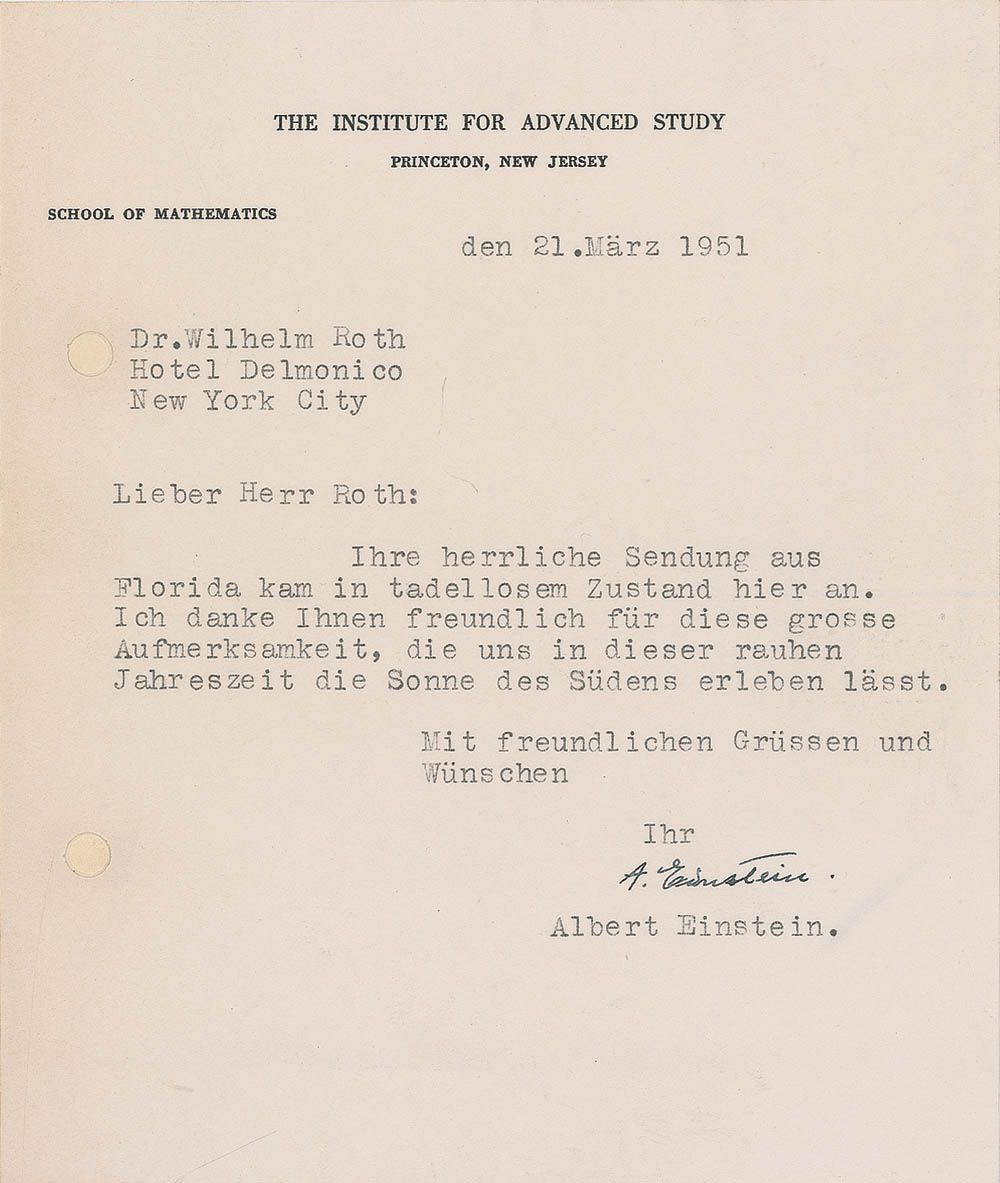 THE INSTITUTE FOR ADVANCED STUDY
PRINCETON, NEW JERSEY
SCHOOL OF MATHEMATICS
den 21.März 1951
Dr.Wilhelm Roth
Hotel Delmonico
New York City
Lieber Herr Roth:
Ihre herrliche Sendung aus
Florida kam in tadellosem Zustand hier an.
Ich danke Ihnen freundlich für diese grosse
Aufmerksamkeit, die uns in dieser rauhen
Jahreszeit die Sonne des Südens erleben lässt.
Mit freundlichen Grüssen und
Wünschen
Ihr
A. Einstein.
Albert Einstein.